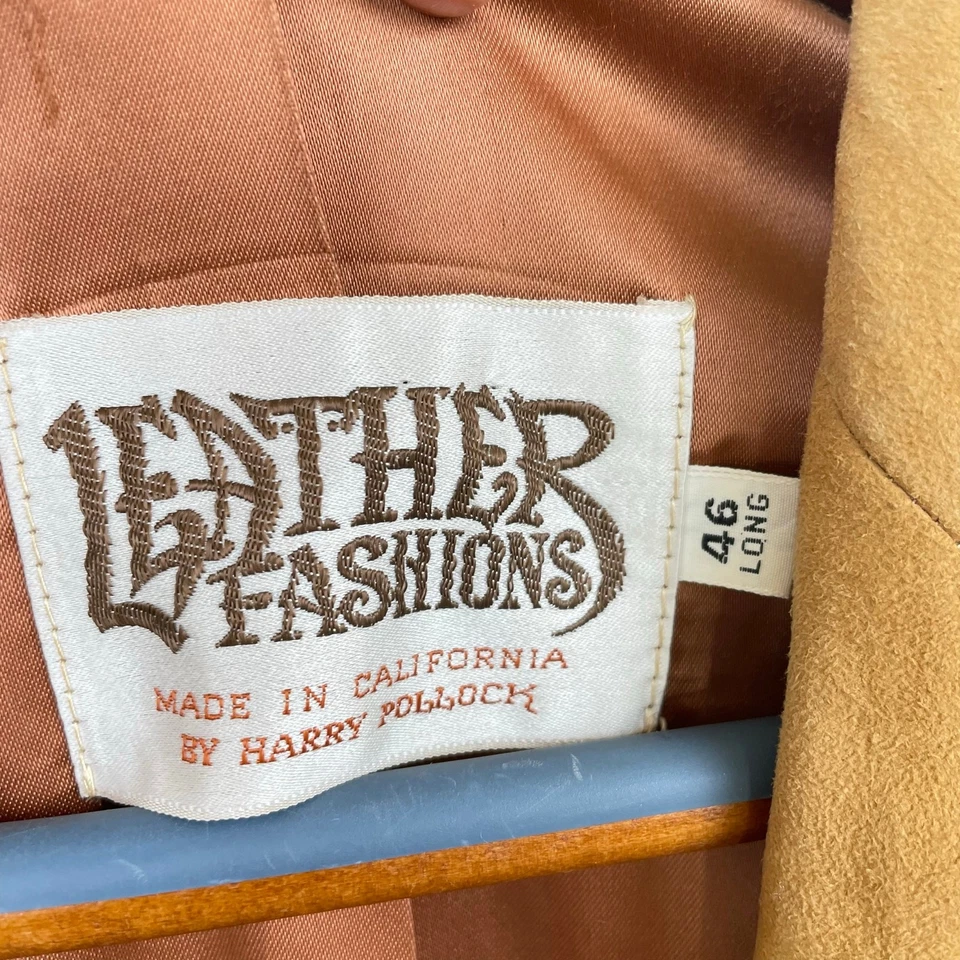 LEATHER
FASHIONS
MADE IN CALIFORNIA
BY HARRY POLLOCK
46
LONG